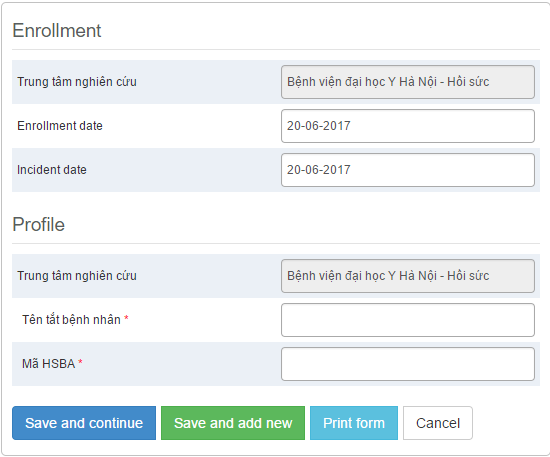 Enrollment
Trung tâm nghiên cứu Bệnh viện đại học Y Hà Nội - Hồi sức
Enrollment date 20-06-2017
Incident date 20-06-2017
Profile
Trung tâm nghiên cứu Bệnh viện đại học Y Hà Nội - Hồi sức
Tên tắt bệnh nhân *
Mã HSBA *
Save and continue Save and add new Print form Cancel